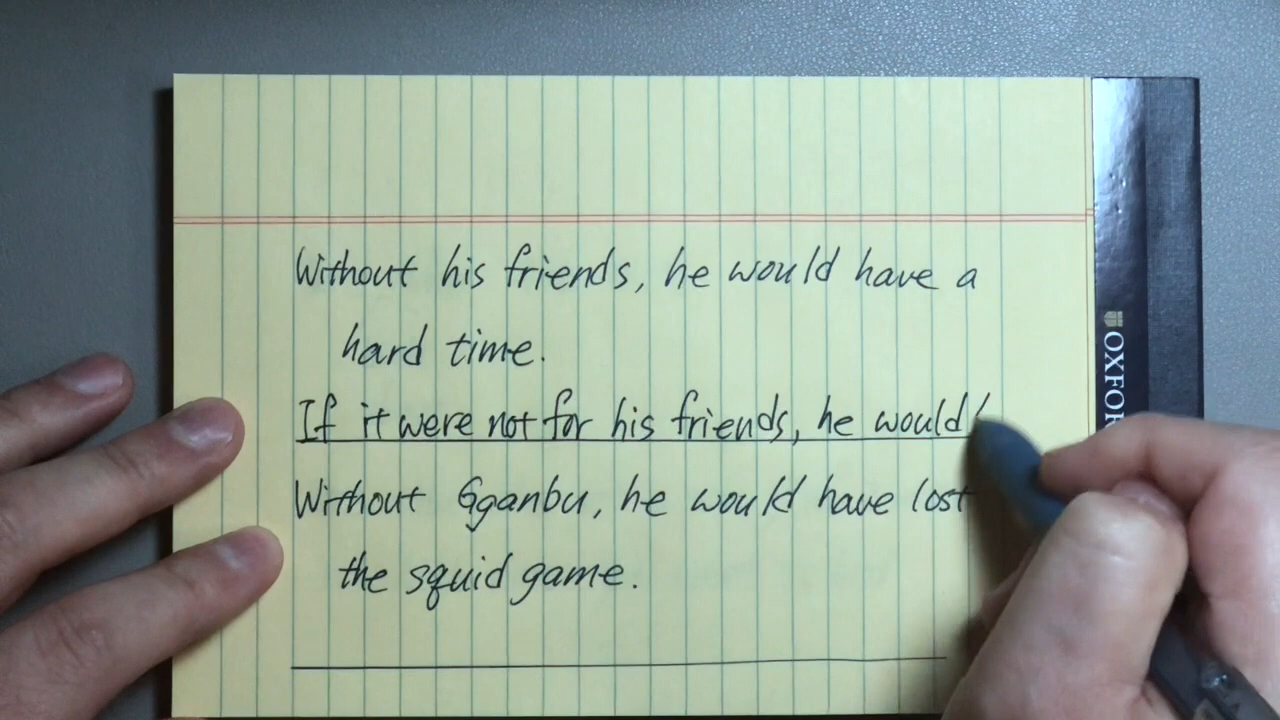 Without his friends, he would have a
hard time.
If it were not for his friends, he would
Without Gganbu, he would have lost
the squid game.
OXFOR